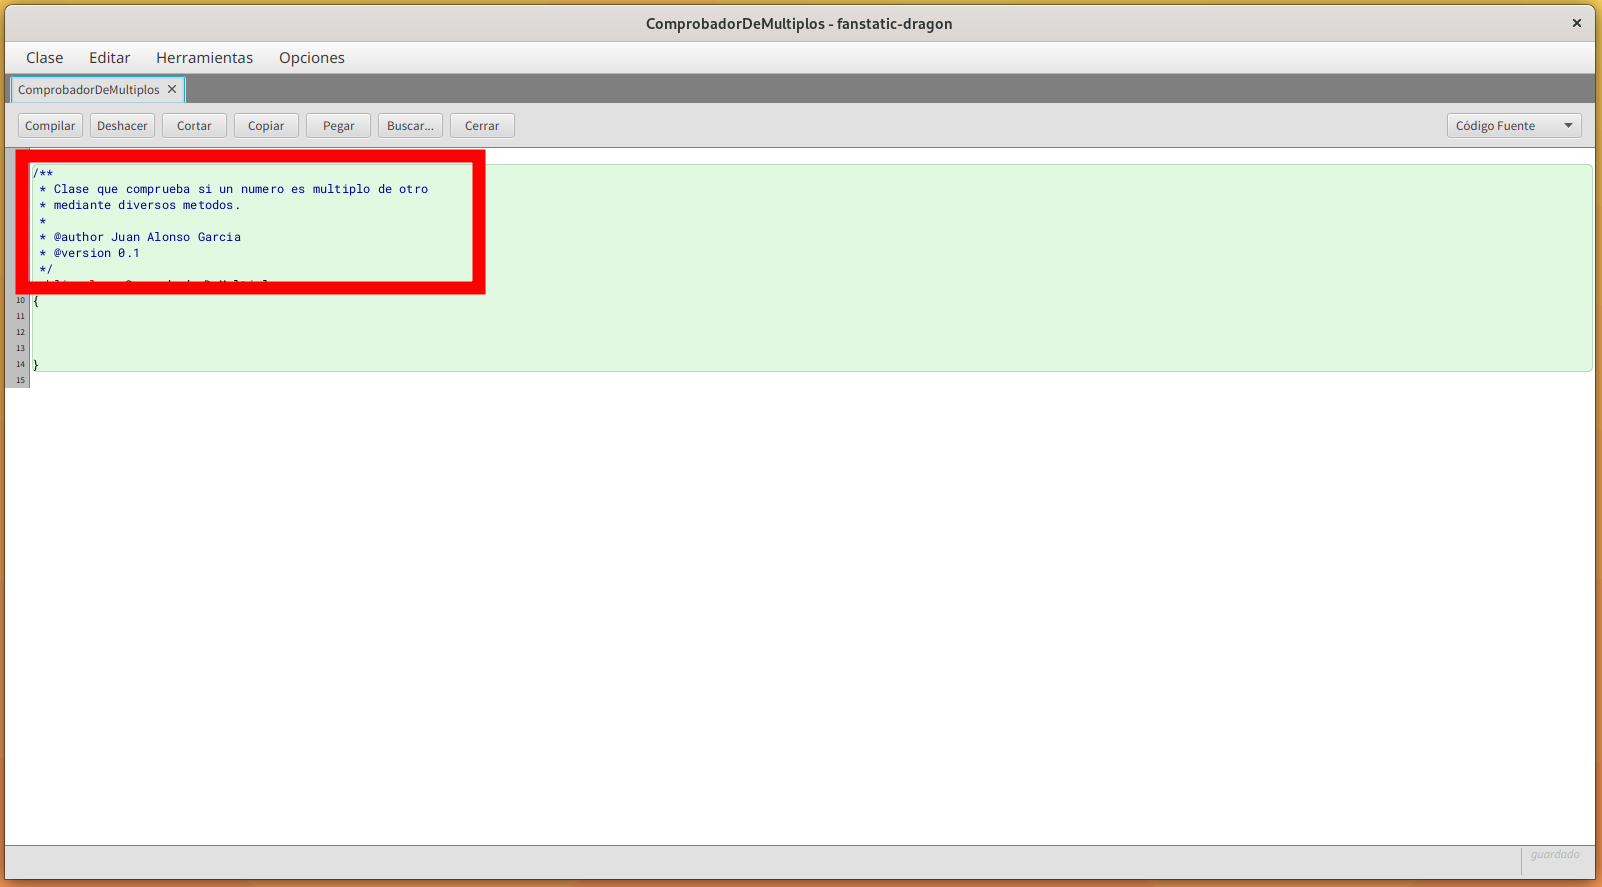 ComprobadorDeMultiplos - fanstatic-dragon
Clase Editar Herramientas Opciones
ComprobadorDeMultiplos
Compilar Deshacer Cortar Copiar Pegar Buscar... Cerrar Código Fuente
/**
* Clase que comprueba si un numero es multiplo de otro
* mediante diversos metodos.
*
* @author Juan Alonso Garcia
* @version 0.1
*/
10 {
11
12
13
14 }
15
guardado